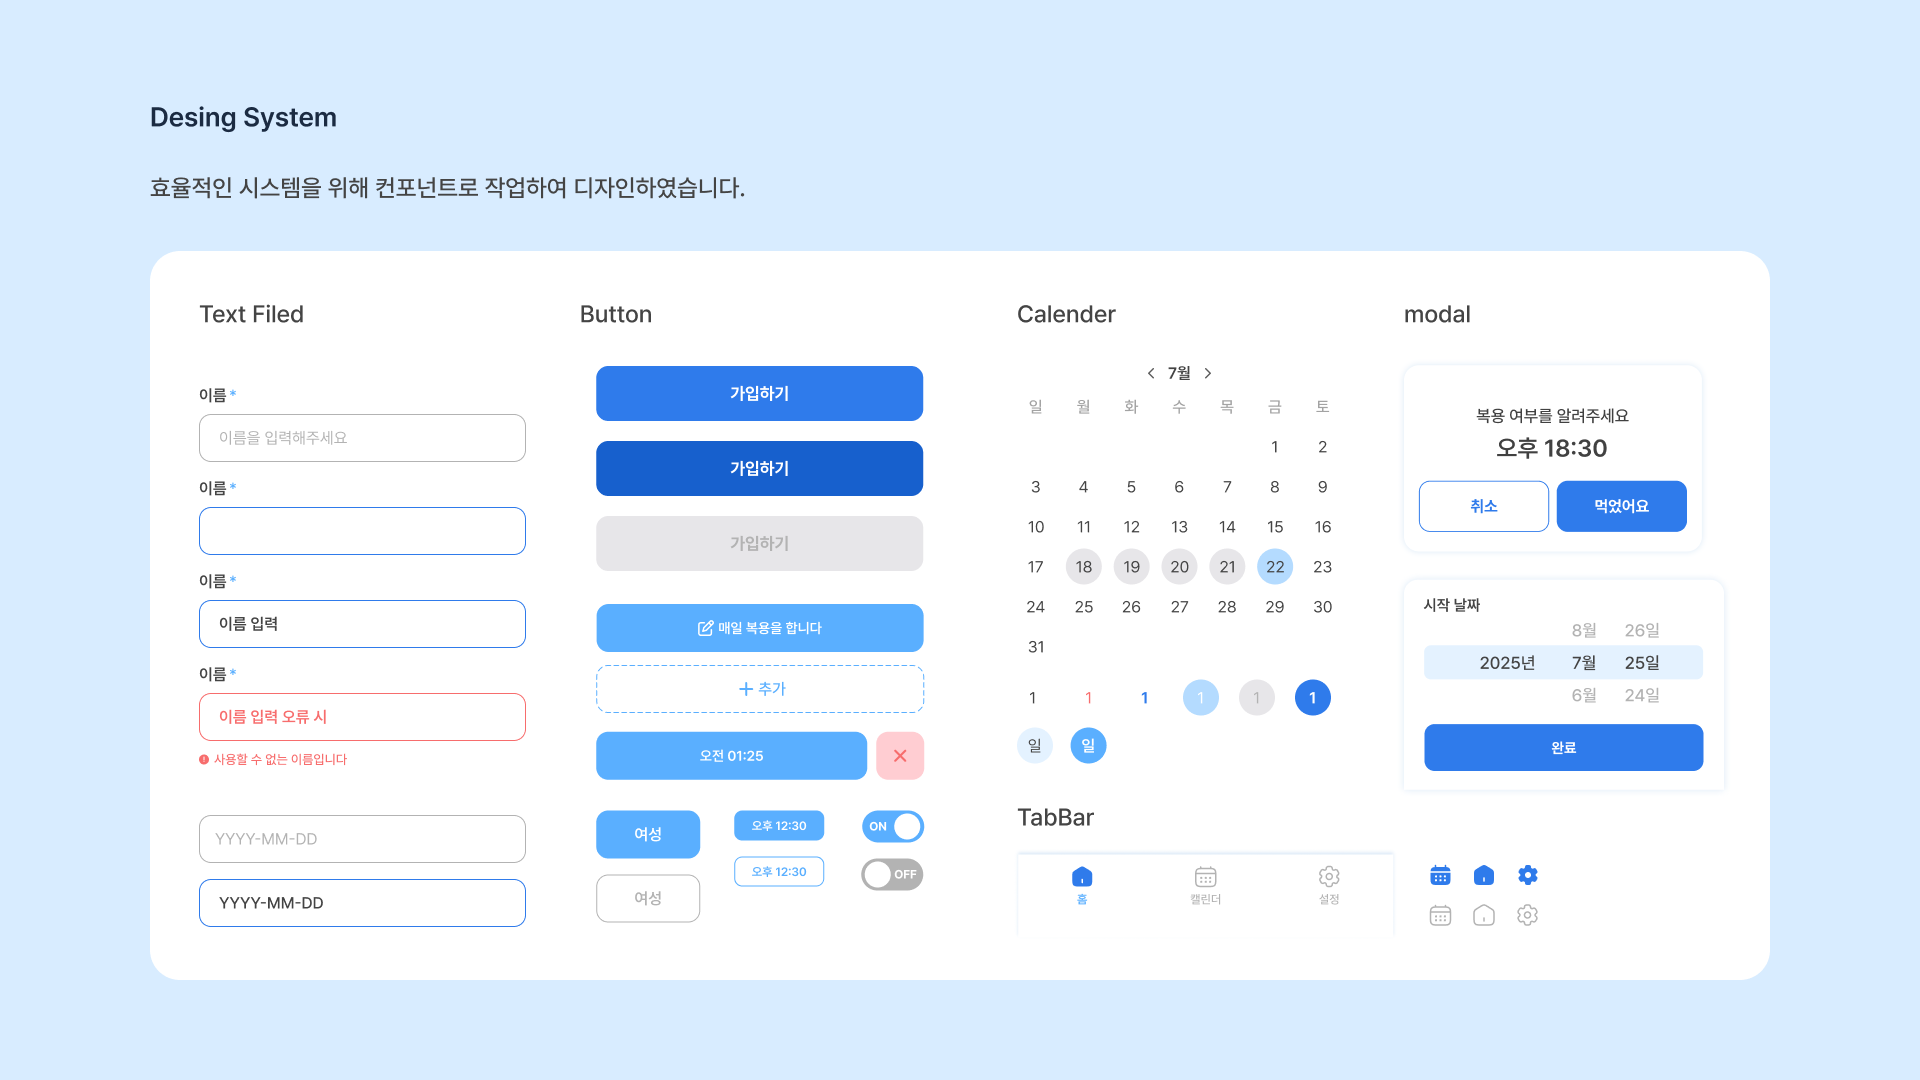 Desing System
효율적인 시스템을 위해 컨포넌트로 작업하여 디자인하였습니다.
Text Filed
이름 *
이름을 입력해주세요
이름 *
이름 *
이름 입력
이름 *
이름 입력 오류 시
사용할 수 없는 이름입니다
YYYY-MM-DD
YYYY-MM-DD
Button
가입하기
가입하기
가입하기
매일 복용을 합니다
+ 추가
오전 01:25
여성
오후 12:30
ON
여성
오후 12:30
OFF
Calender
< 7월 >
일 월 화 수 목 금 토
1 2
3 4 5 6 7 8 9
10 11 12 13 14 15 16
17 18 19 20 21 22 23
24 25 26 27 28 29 30
31
1 1 1 1 1 1
일 일
TabBar
홈 캘린더 설정
modal
복용 여부를 알려주세요
오후 18:30
취소 먹었어요
시작 날짜
8월 26일
2025년 7월 25일
6월 24일
완료